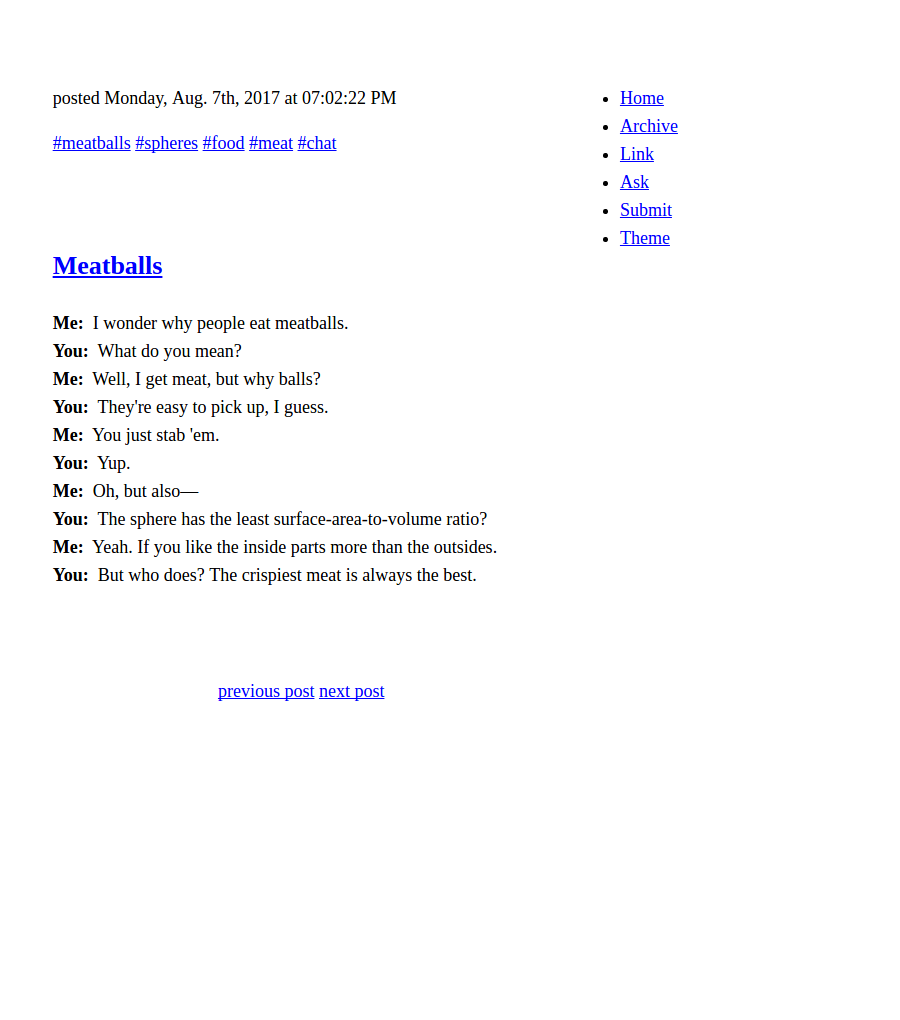 posted Monday, Aug. 7th, 2017 at 07:02:22 PM
#meatballs #spheres #food #meat #chat
Meatballs
Me: I wonder why people eat meatballs.
You: What do you mean?
Me: Well, I get meat, but why balls?
You: They're easy to pick up, I guess.
Me: You just stab 'em.
You: Yup.
Me: Oh, but also—
You: The sphere has the least surface-area-to-volume ratio?
Me: Yeah. If you like the inside parts more than the outsides.
You: But who does? The crispiest meat is always the best.
previous post next post
Home
Archive
Link
Ask
Submit
Theme